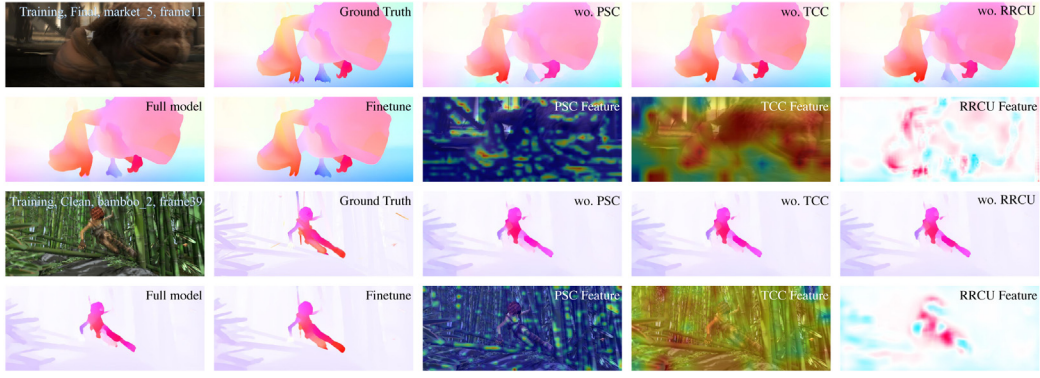 Training, Final, market_5, frame11
Ground Truth
wo. PSC
wo. TCC
wo. RRCU
Full model
Finetune
PSC Feature
TCC Feature
RRCU Feature
Training, Clean, bamboo_2, frame39
Ground Truth
wo. PSC
wo. TCC
wo. RRCU
Full model
Finetune
PSC Feature
TCC Feature
RRCU Feature